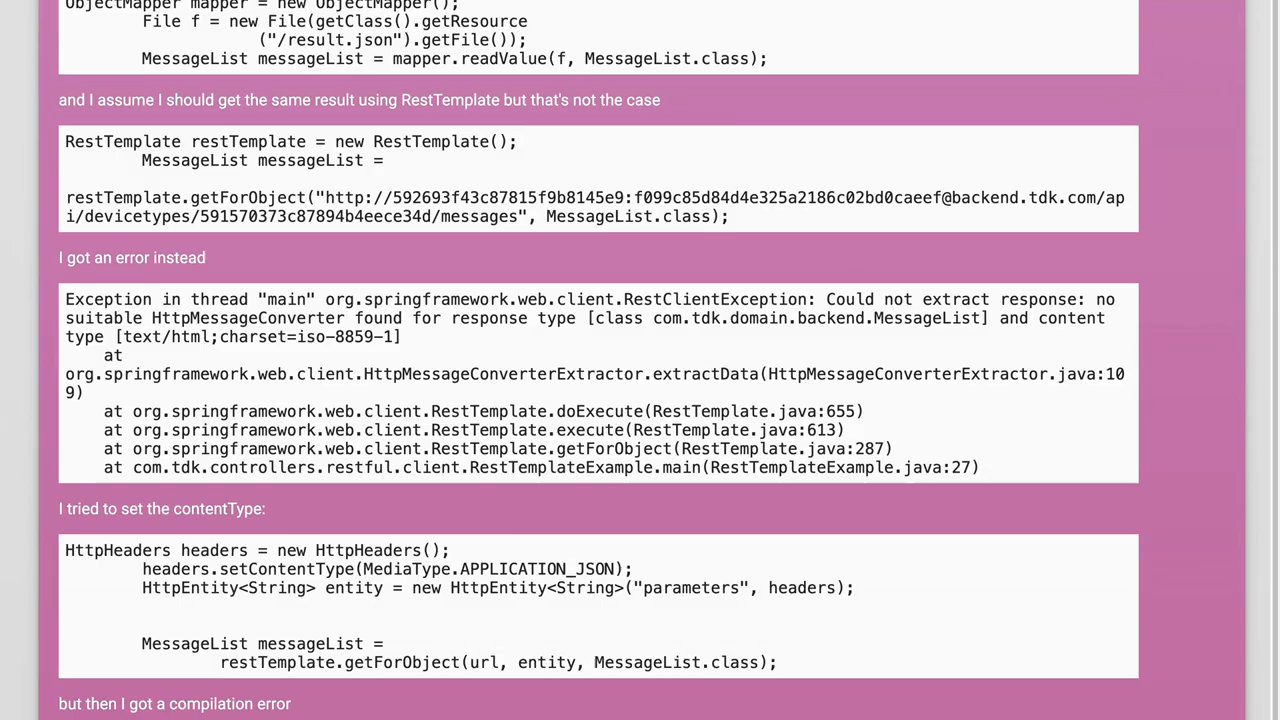 ObjectMapper mapper = new ObjectMapper();
File f = new File(getClass().getResource
("/result.json").getFile());
MessageList messageList = mapper.readValue(f, MessageList.class);
and I assume I should get the same result using RestTemplate but that's not the case
RestTemplate restTemplate = new RestTemplate();
MessageList messageList =
restTemplate.getForObject("http://592693f43c87815f9b8145e9:f099c85d84d4e325a2186c02bd0caeef@backend.tdk.com/ap
i/devicetypes/591570373c87894b4eece34d/messages", MessageList.class);
I got an error instead
Exception in thread "main" org.springframework.web.client.RestClientException: Could not extract response: no
suitable HttpMessageConverter found for response type [class com.tdk.domain.backend.MessageList] and content
type [text/html;charset=iso-8859-1]
at
org.springframework.web.client.HttpMessageConverterExtractor.extractData(HttpMessageConverterExtractor.java:10
9)
at org.springframework.web.client.RestTemplate.doExecute(RestTemplate.java:655)
at org.springframework.web.client.RestTemplate.execute(RestTemplate.java:613)
at org.springframework.web.client.RestTemplate.getForObject(RestTemplate.java:287)
at com.tdk.controllers.restful.client.RestTemplateExample.main(RestTemplateExample.java:27)
I tried to set the contentType:
HttpHeaders headers = new HttpHeaders();
headers.setContentType(MediaType.APPLICATION_JSON);
HttpEntity<String> entity = new HttpEntity<String>("parameters", headers);
MessageList messageList =
restTemplate.getForObject(url, entity, MessageList.class);
but then I got a compilation error